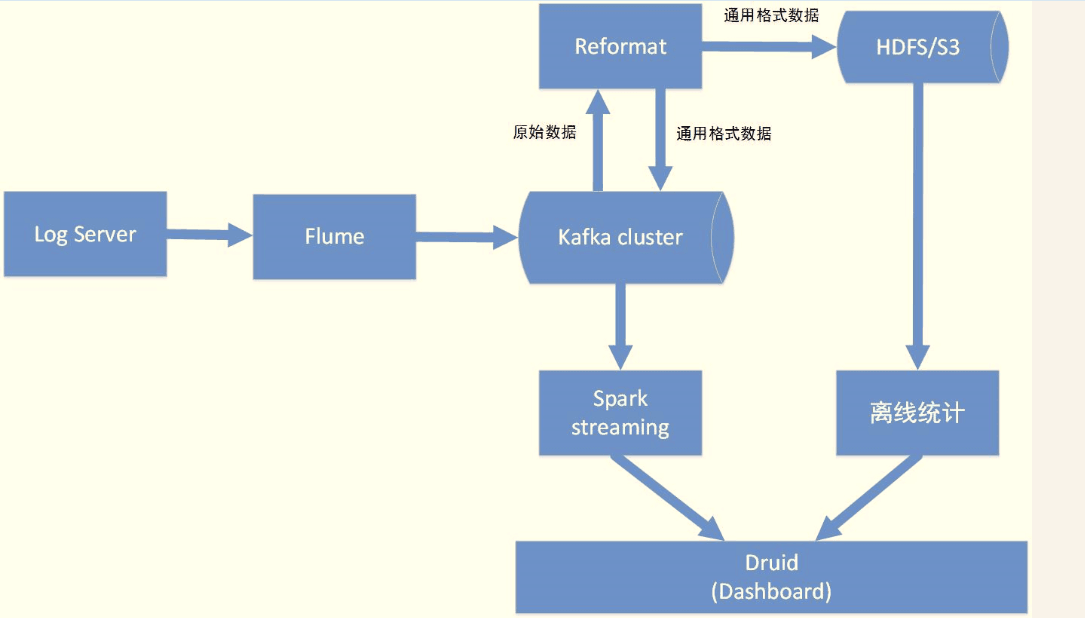 通用格式数据
Reformat
HDFS/S3
原始数据
通用格式数据
Log Server
Flume
Kafka cluster
Spark
streaming
离线统计
Druid
(Dashboard)